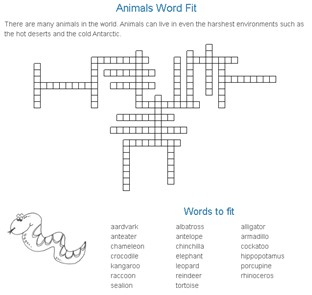 Animals Word Fit
There are many animals in the world. Animals can live in even the harshest environments such as
the hot deserts and the cold Antarctic.
Words to fit
aardvark albatross alligator
anteater antelope armadillo
chameleon chinchilla cockatoo
crocodile elephant hippopotamus
kangaroo leopard porcupine
raccoon reindeer rhinoceros
sealion tortoise